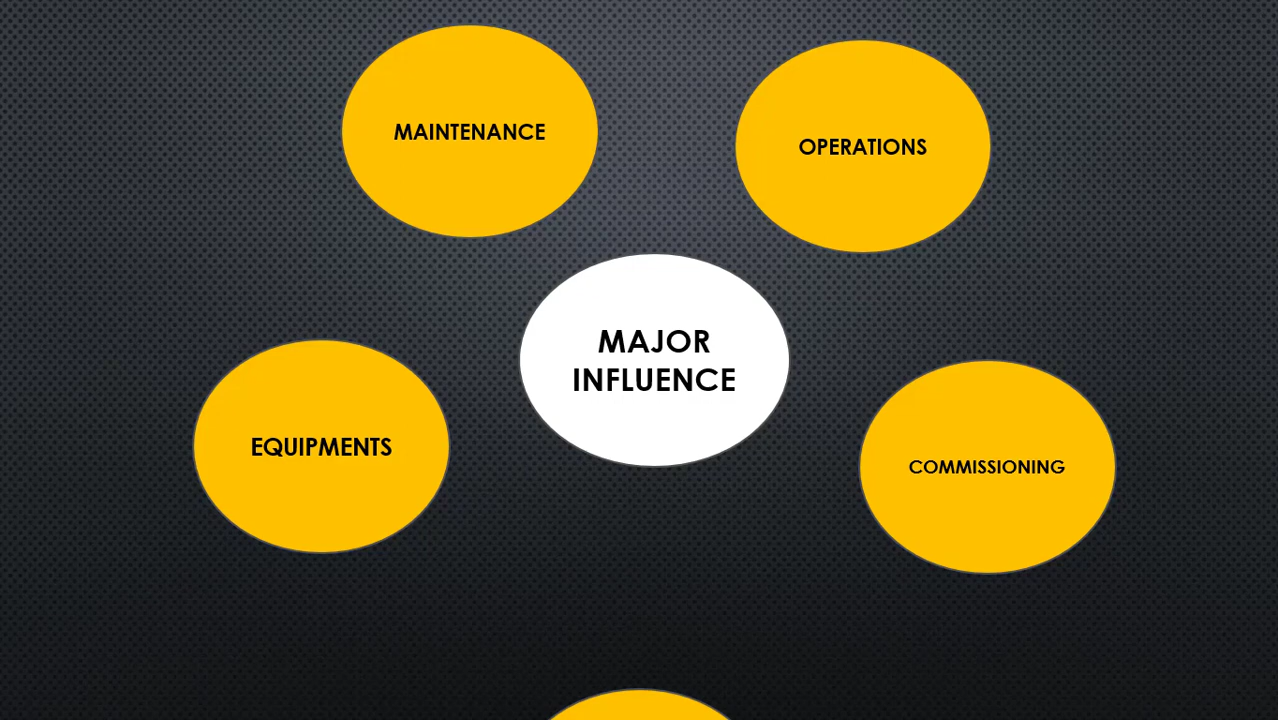 MAINTENANCE
OPERATIONS
MAJOR
INFLUENCE
EQUIPMENTS
COMMISSIONING